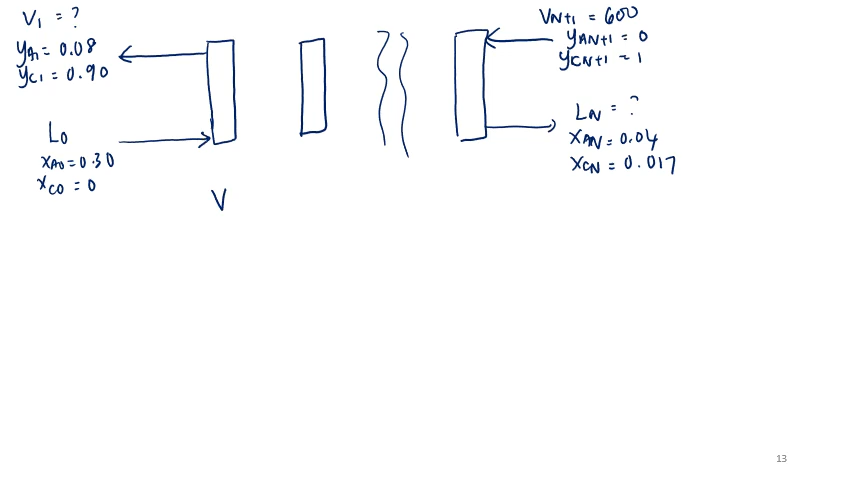 V1 = ?
yA1 = 0.08
yC1 = 0.90
L0
xA0 = 0.30
xC0 = 0
V
VN+1 = 600
yAN+1 = 0
yCN+1 = 1
LN = ?
xAN = 0.04
xCN = 0.017
13